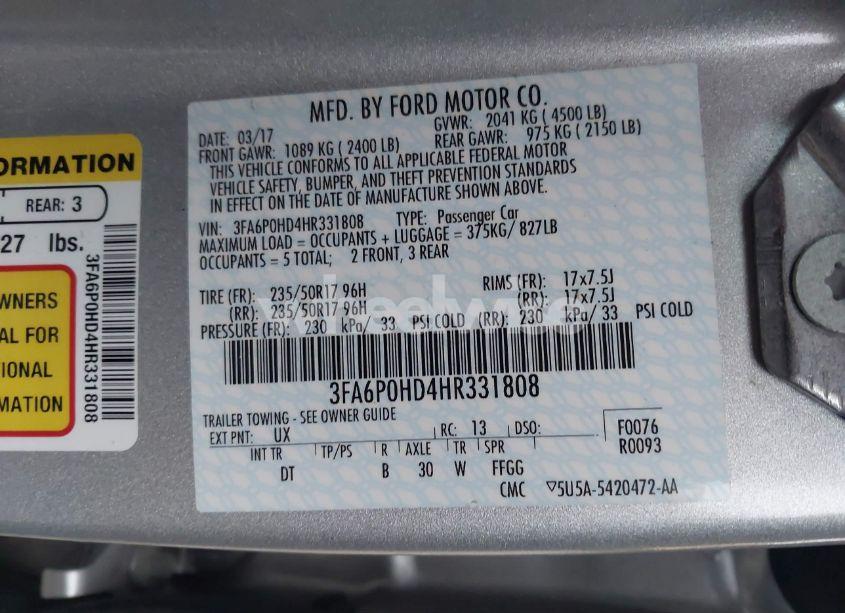 ORMATION
REAR: 3
27 lbs.
WNERS
AL FOR
TIONAL
MATION
3FA6P0HD4HR331808
MFD. BY FORD MOTOR CO.
DATE: 03/17 GVWR: 2041 KG ( 4500 LB)
FRONT GAWR: 1089 KG ( 2400 LB) REAR GAWR: 975 KG ( 2150 LB)
THIS VEHICLE CONFORMS TO ALL APPLICABLE FEDERAL MOTOR
VEHICLE SAFETY, BUMPER, AND THEFT PREVENTION STANDARDS
IN EFFECT ON THE DATE OF MANUFACTURE SHOWN ABOVE.
VIN: 3FA6P0HD4HR331808 TYPE: Passenger Car
MAXIMUM LOAD = OCCUPANTS + LUGGAGE = 375KG/ 827LB
OCCUPANTS = 5 TOTAL; 2 FRONT, 3 REAR
TIRE (FR): 235/50R17 96H RIMS (FR): 17x7.5J
(RR): 235/50R17 96H (RR): 17x7.5J
PRESSURE (FR): 230 kPa/ 33 PSI COLD (RR): 230 kPa/ 33 PSI COLD
3FA6P0HD4HR331808
TRAILER TOWING - SEE OWNER GUIDE
EXT PNT: UX RC: 13 DSO: F0076
R0093
INT TR TP/PS R AXLE TR SPR
DT B 30 W FFGG
CMC ▽5U5A-5420472-AA